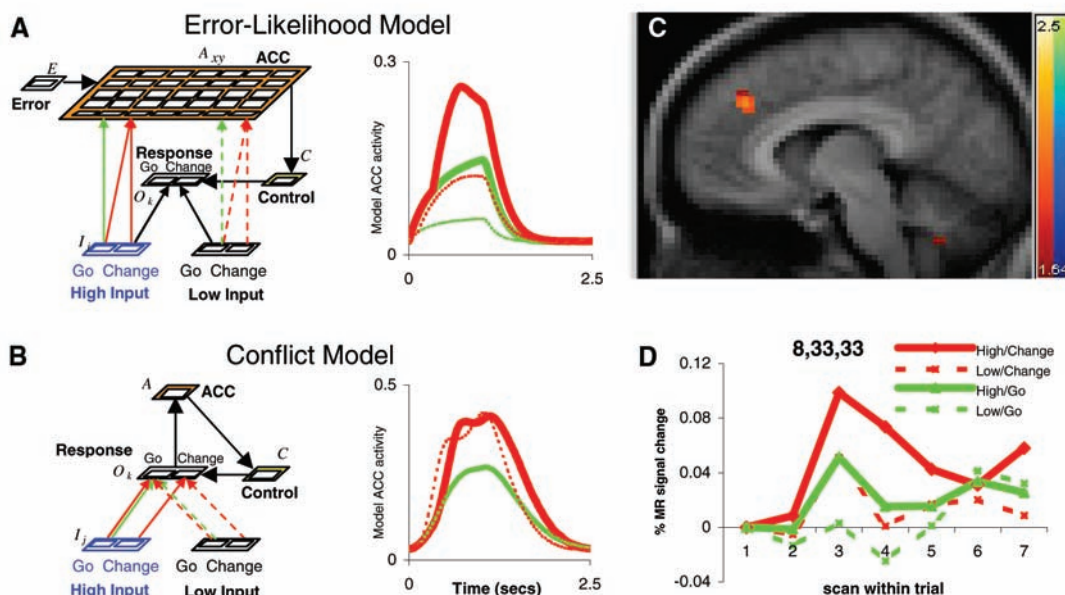 A
Error-Likelihood Model
A xy
ACC
E
Error
Response
Go Change
O k
C
Control
I j
Go Change Go Change
High Input Low Input
0.3
Model ACC activity
0
0 2.5
B
Conflict Model
A
ACC
Response
Go Change
O k
C
Control
I j
Go Change Go Change
High Input Low Input
0.5
Model ACC activity
0
0 Time (secs) 2.5
C
2.5
1.64
D
8,33,33
High/Change
Low/Change
High/Go
Low/Go
0.12
0.08
0.04
0
-0.04
% MR signal change
1 2 3 4 5 6 7
scan within trial